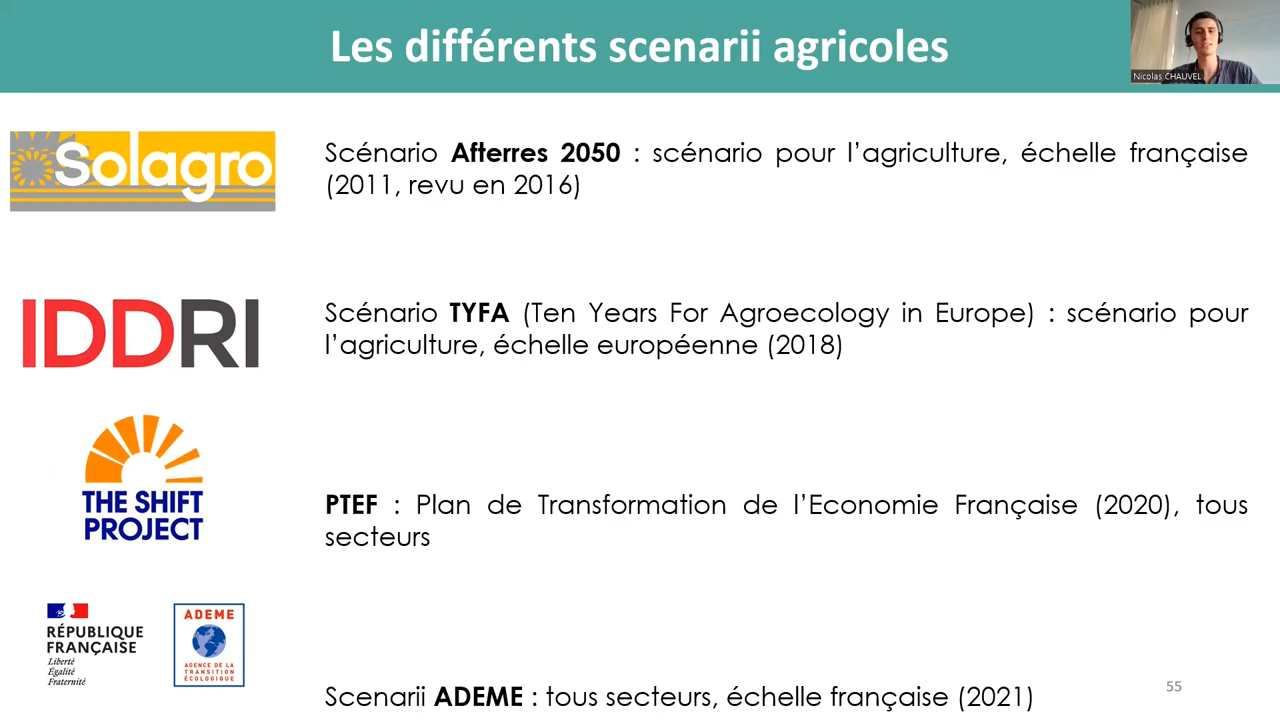 Les différents scenarii agricoles
Nicolas CHAUVEL
Solagro
Scénario Afterres 2050 : scénario pour l’agriculture, échelle française
(2011, revu en 2016)
IDDRI
Scénario TYFA (Ten Years For Agroecology in Europe) : scénario pour
l’agriculture, échelle européenne (2018)
THE SHIFT
PROJECT
PTEF : Plan de Transformation de l’Economie Française (2020), tous
secteurs
RÉPUBLIQUE
FRANÇAISE
Liberté
Égalité
Fraternité
ADEME
AGENCE DE LA
TRANSITION
ÉCOLOGIQUE
Scenarii ADEME : tous secteurs, échelle française (2021)
55